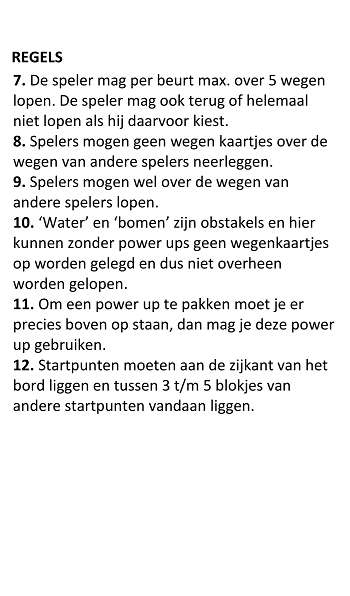 REGELS
7. De speler mag per beurt max. over 5 wegen
lopen. De speler mag ook terug of helemaal
niet lopen als hij daarvoor kiest.
8. Spelers mogen geen wegen kaartjes over de
wegen van andere spelers neerleggen.
9. Spelers mogen wel over de wegen van
andere spelers lopen.
10. ‘Water’ en ‘bomen’ zijn obstakels en hier
kunnen zonder power ups geen wegenkaartjes
op worden gelegd en dus niet overheen
worden gelopen.
11. Om een power up te pakken moet je er
precies boven op staan, dan mag je deze power
up gebruiken.
12. Startpunten moeten aan de zijkant van het
bord liggen en tussen 3 t/m 5 blokjes van
andere startpunten vandaan liggen.